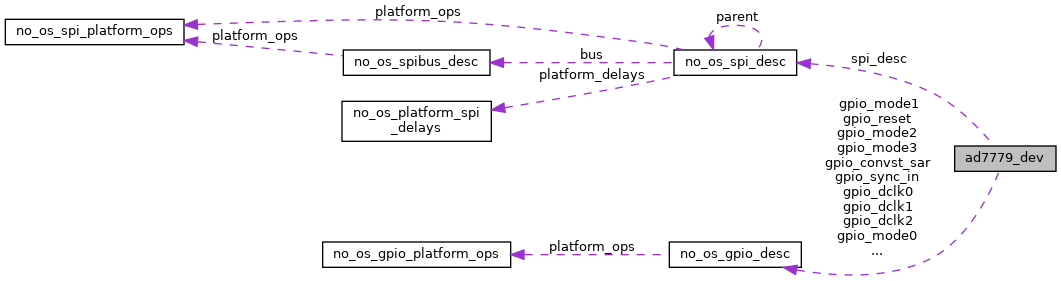 platform_ops
no_os_spi_platform_ops
platform_ops
parent
no_os_spibus_desc
bus
no_os_spi_desc
spi_desc
platform_delays
no_os_platform_spi
_delays
gpio_mode1
gpio_reset
gpio_mode2
gpio_mode3
gpio_convst_sar
gpio_sync_in
gpio_dclk0
gpio_dclk1
gpio_dclk2
gpio_mode0
...
ad7779_dev
no_os_gpio_platform_ops
platform_ops
no_os_gpio_desc